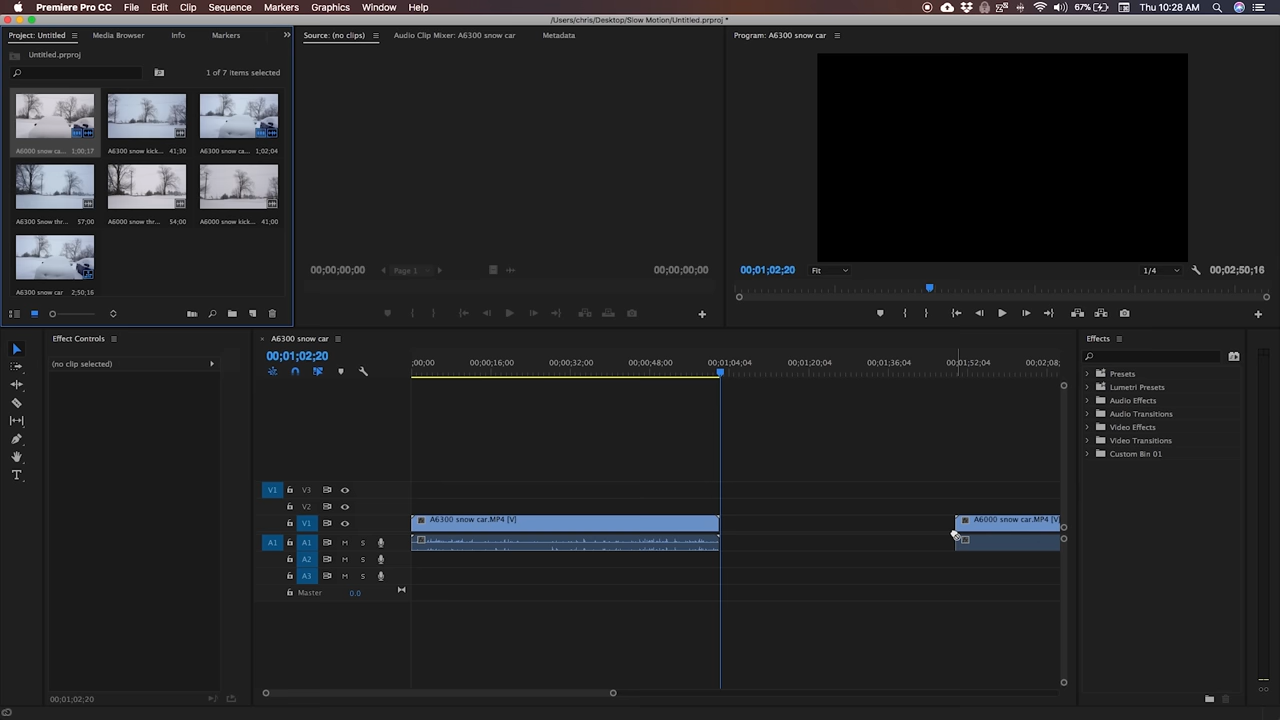 Premiere Pro CC File Edit Clip Sequence Markers Graphics Window Help 67% Thu 10:28 AM
/Users/chris/Desktop/Slow Motion/Untitled.prproj *
Project: Untitled Media Browser Info Markers
Source: (no clips) Audio Clip Mixer: A6300 snow car Metadata
Program: A6300 snow car
Untitled.prproj
1 of 7 Items selected
A6000 snow ca... 1:00;17 A6300 snow kick... 41;30 A6300 snow ca... 1:02;04
A6300 Snow thr... 57;00 A6000 snow thr... 54;00 A6000 snow kick... 41;00
A6300 snow car 2:50;16
00;00;00;00 Page 1 00;00;00;00
00;01;02;20 Fit 1/4 00;02;50;16
Effect Controls
(no clip selected)
00;01;02;20
A6300 snow car
00;01;02;20
;00;00 00;00;16;00 00;00;32;00 00;00;48;00 00;01;04;04 00;01;20;04 00;01;36;04 00;01;52;04 00;02;08;
V1 V3
V2
V1 A6300 snow car.MP4 [V] A6000 snow car.MP4 [V]
A1 A1 M S
A2 M S
A3 M S
Master 0.0
Effects
Presets
Lumetri Presets
Audio Effects
Audio Transitions
Video Effects
Video Transitions
Custom Bin 01